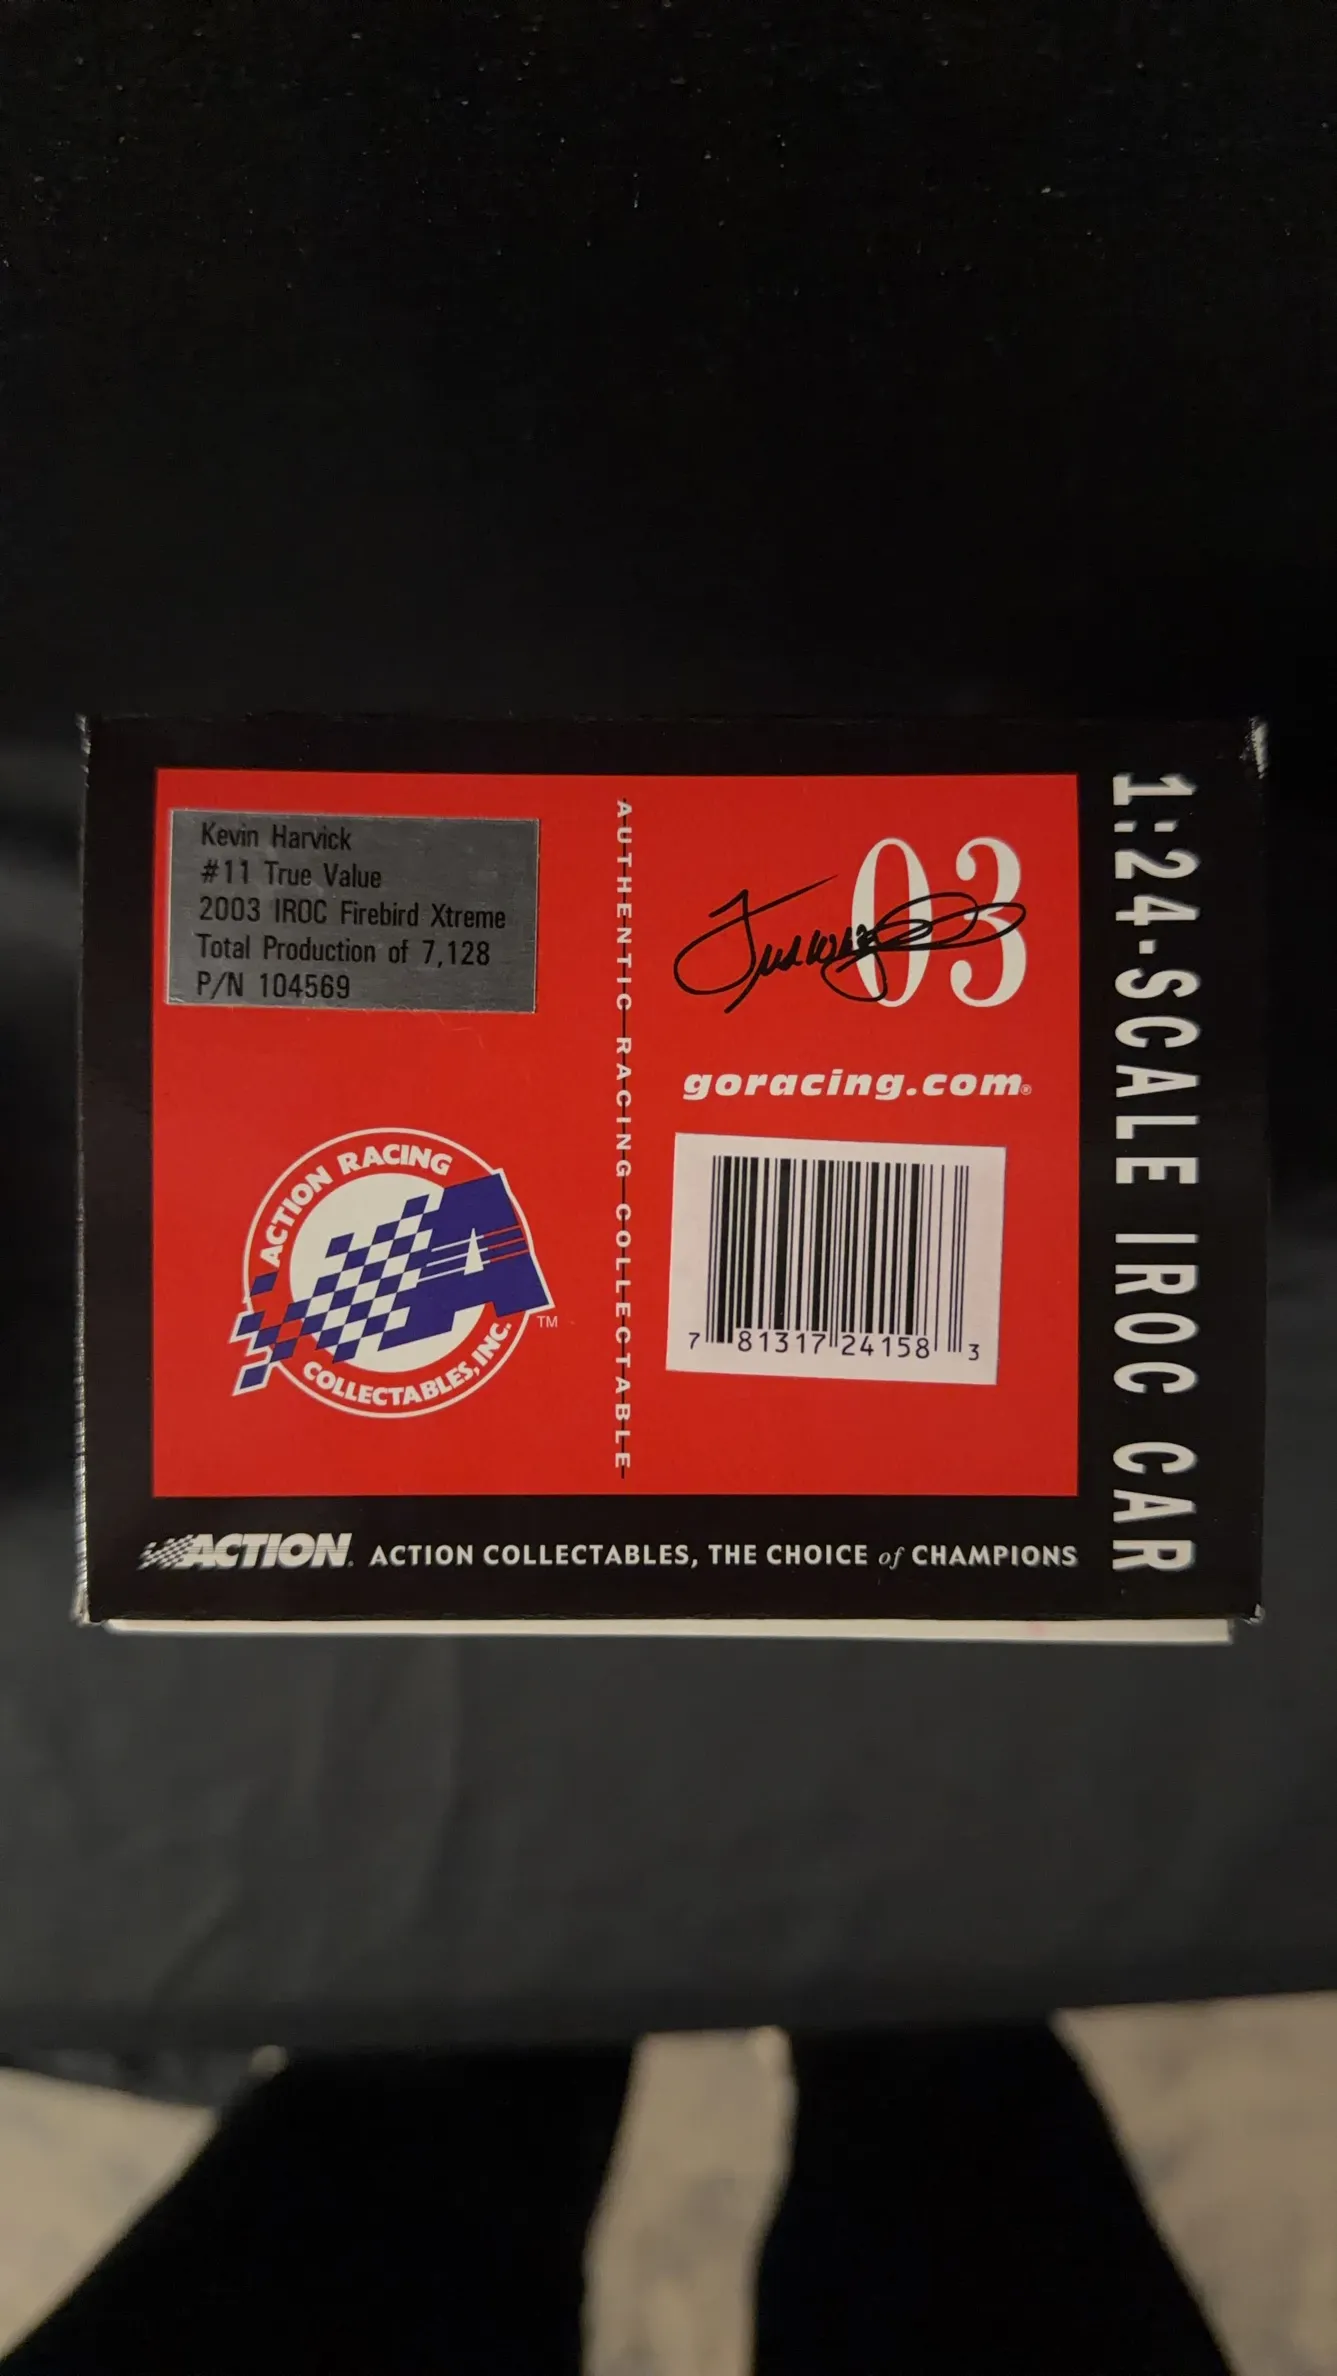 Kevin Harvick
#11 True Value
2003 IROC Firebird Xtreme
Total Production of 7,128
P/N 104569
AUTHENTIC RACING COLLECTABLE
03
goracing.com®
ACTION RACING
COLLECTABLES, INC.
TM
7 81317 24158 3
1:24-SCALE IROC CAR
ACTION® ACTION COLLECTABLES, THE CHOICE of CHAMPIONS